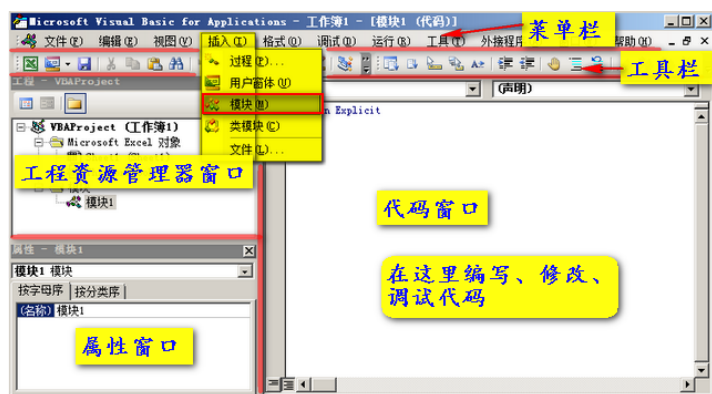 Microsoft Visual Basic for Applications - 工作簿1 - [模块1 (代码)]
文件(F) 编辑(E) 视图(V) 插入(I) 格式(O) 调试(D) 运行(R) 工具(T) 外接程序 帮助(H)
菜单栏
工具栏
工程 - VBAProject
过程(P)...
用户窗体(U)
模块(M)
类模块(C)
文件(L)...
(声明)
n Explicit
VBAProject (工作簿1)
Microsoft Excel 对象
工程资源管理器窗口
模块
模块1
代码窗口
在这里编写、修改、
调试代码
属性 - 模块1
模块1 模块
按字母序 按分类序
(名称) 模块1
属性窗口